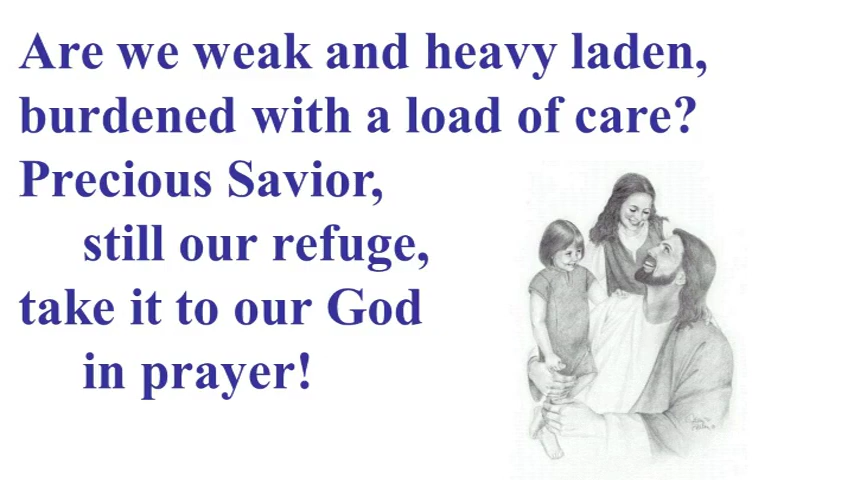 Are we weak and heavy laden,
burdened with a load of care?
Precious Savior,
still our refuge,
take it to our God
in prayer!